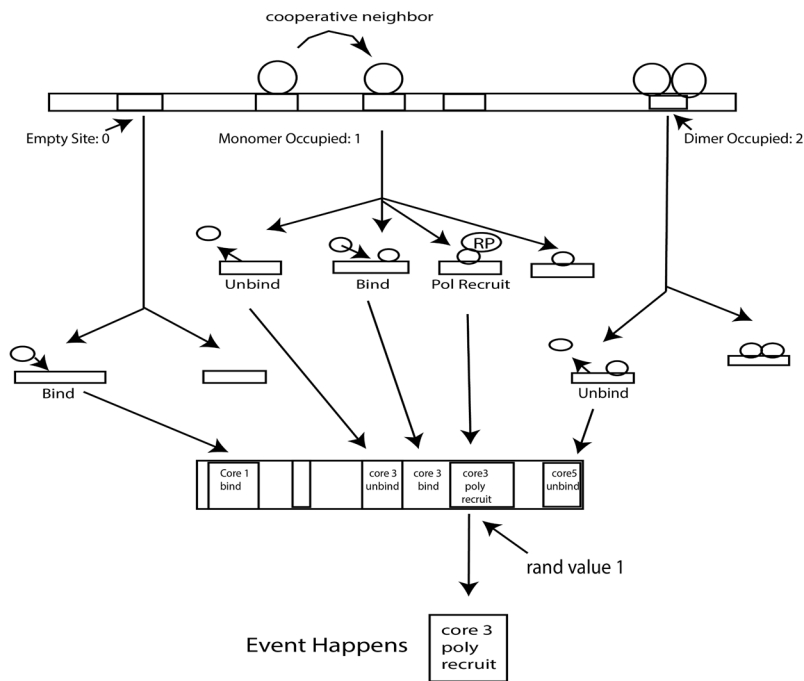 cooperative neighbor
Empty Site: 0
Monomer Occupied: 1
Dimer Occupied: 2
RP
Unbind
Bind
Pol Recruit
Bind
Unbind
Core 1
bind
core 3
unbind
core 3
bind
core3
poly
recruit
core5
unbind
rand value 1
Event Happens
core 3
poly
recruit